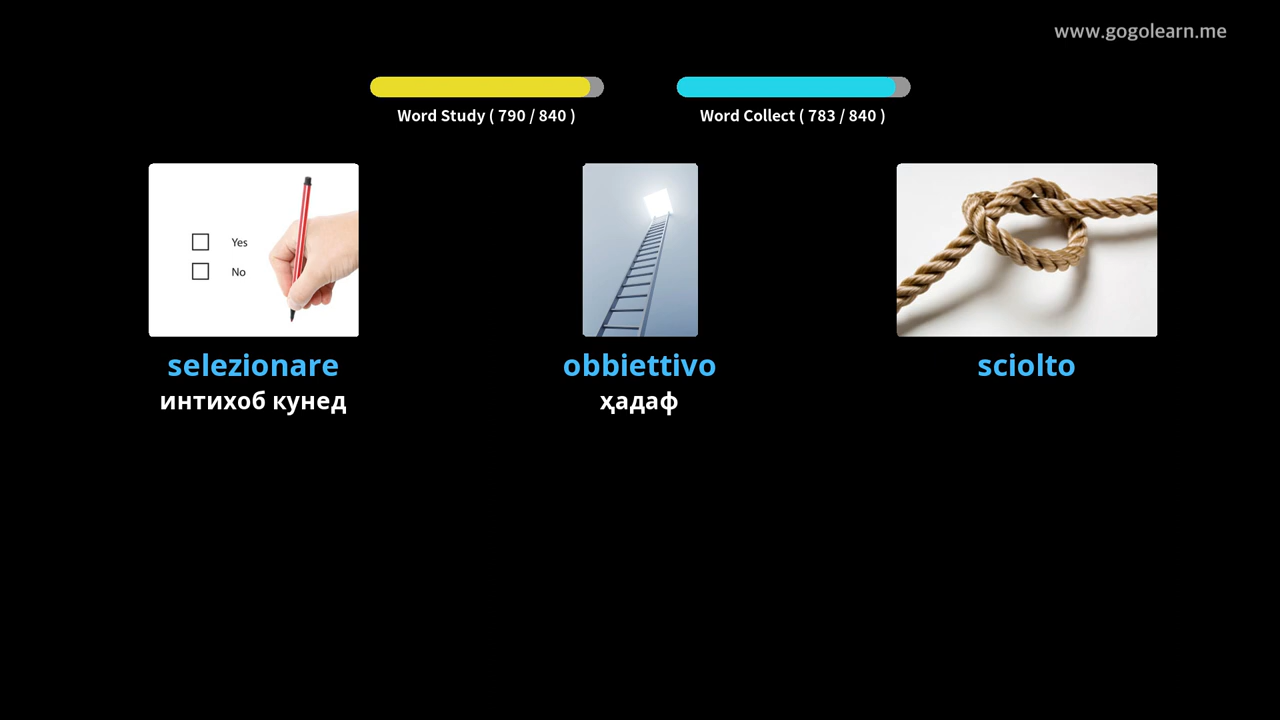 www.gogolearn.me
Word Study ( 790 / 840 )
Word Collect ( 783 / 840 )
Yes
No
selezionare
интихоб кунед
obbiettivo
ҳадаф
sciolto